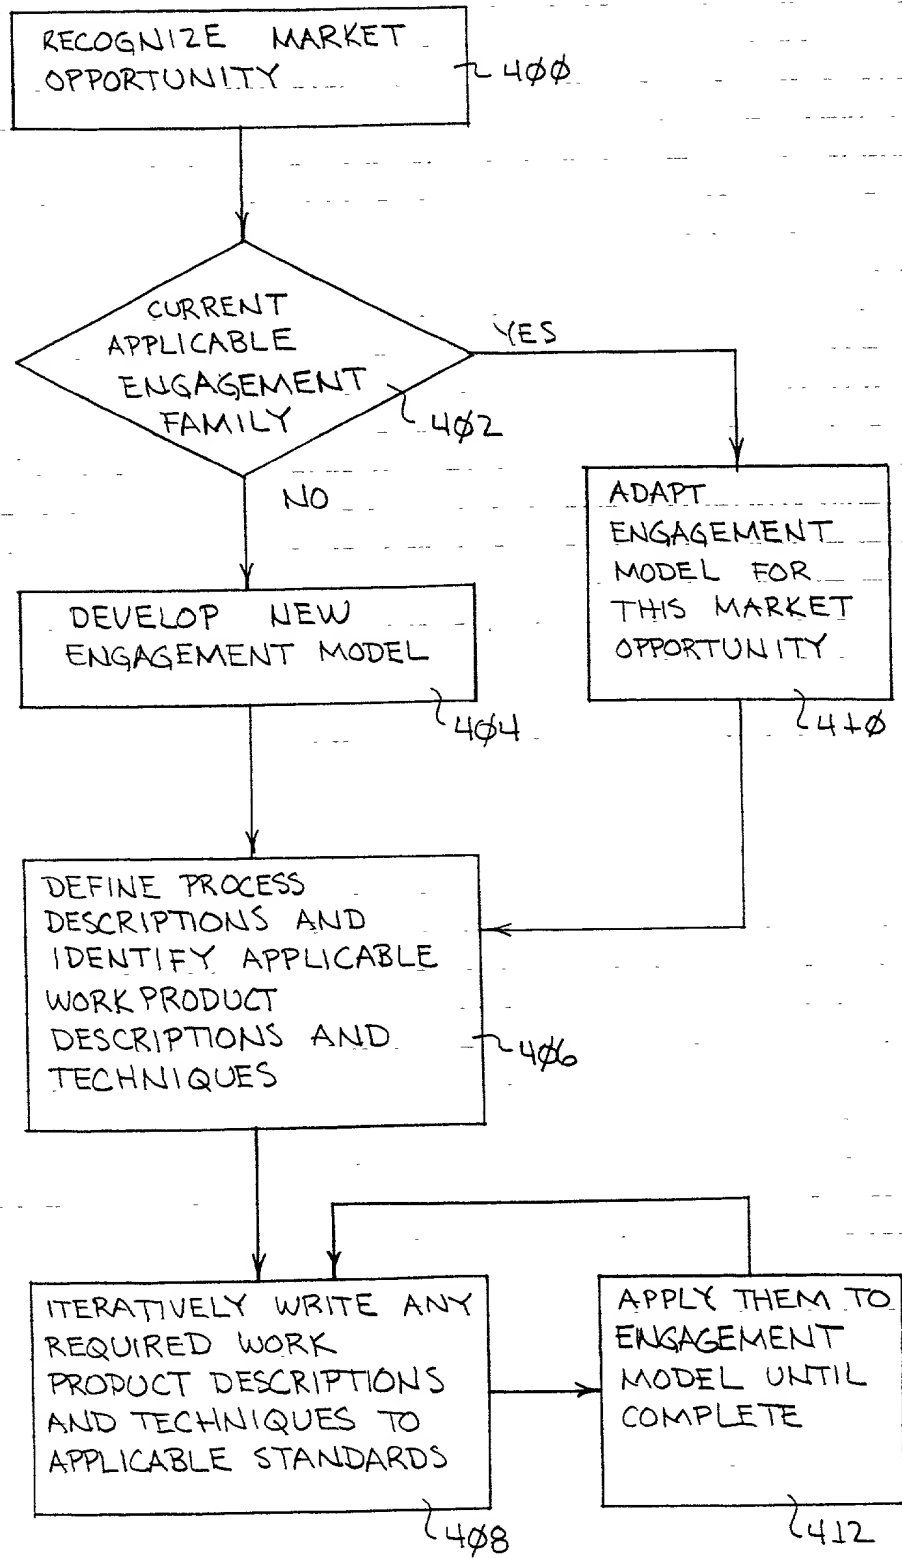 RECOGNIZE MARKET
OPPORTUNITY
400
CURRENT
APPLICABLE
ENGAGEMENT
FAMILY
402
YES
NO
ADAPT
ENGAGEMENT
MODEL FOR
THIS MARKET
OPPORTUNITY
410
DEVELOP NEW
ENGAGEMENT MODEL
404
DEFINE PROCESS
DESCRIPTIONS AND
IDENTIFY APPLICABLE
WORK PRODUCT
DESCRIPTIONS AND
TECHNIQUES
406
ITERATIVELY WRITE ANY
REQUIRED WORK
PRODUCT DESCRIPTIONS
AND TECHNIQUES TO
APPLICABLE STANDARDS
408
APPLY THEM TO
ENGAGEMENT
MODEL UNTIL
COMPLETE
412